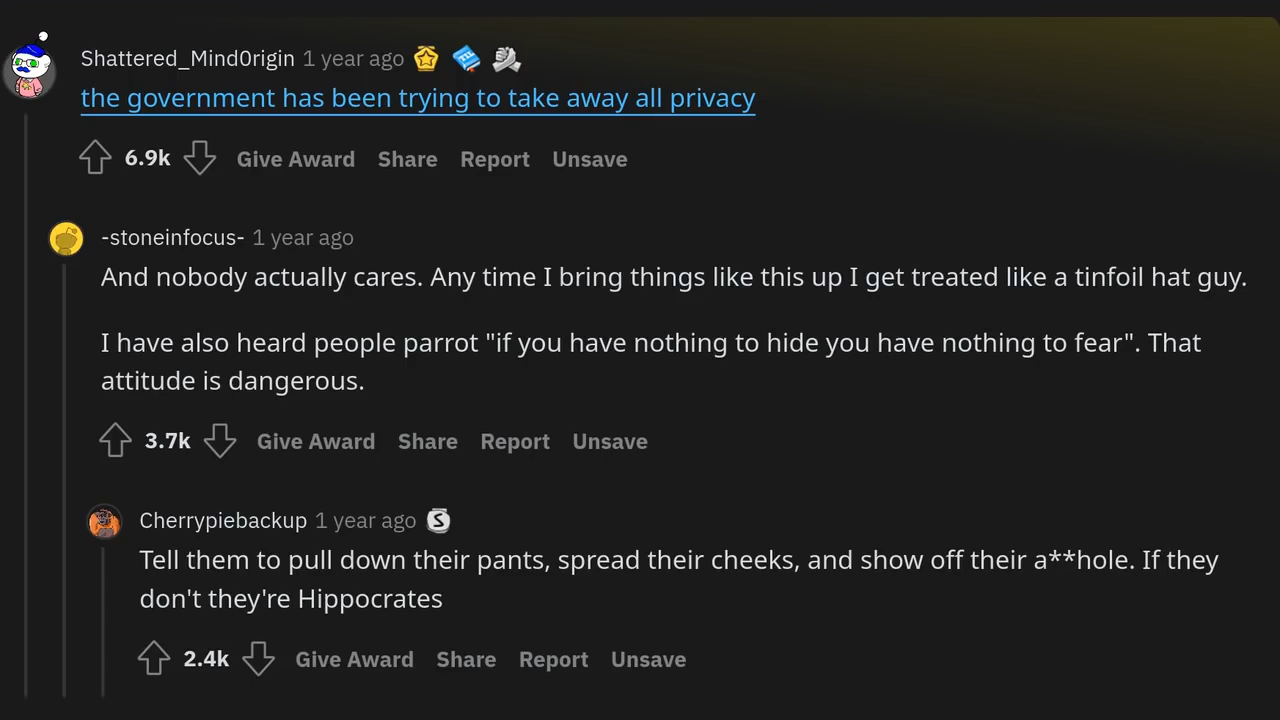 Shattered_Mind0rigin 1 year ago
the government has been trying to take away all privacy
6.9k Give Award Share Report Unsave
-stoneinfocus- 1 year ago
And nobody actually cares. Any time I bring things like this up I get treated like a tinfoil hat guy.
I have also heard people parrot "if you have nothing to hide you have nothing to fear". That
attitude is dangerous.
3.7k Give Award Share Report Unsave
Cherrypiebackup 1 year ago S
Tell them to pull down their pants, spread their cheeks, and show off their a**hole. If they
don't they're Hippocrates
2.4k Give Award Share Report Unsave